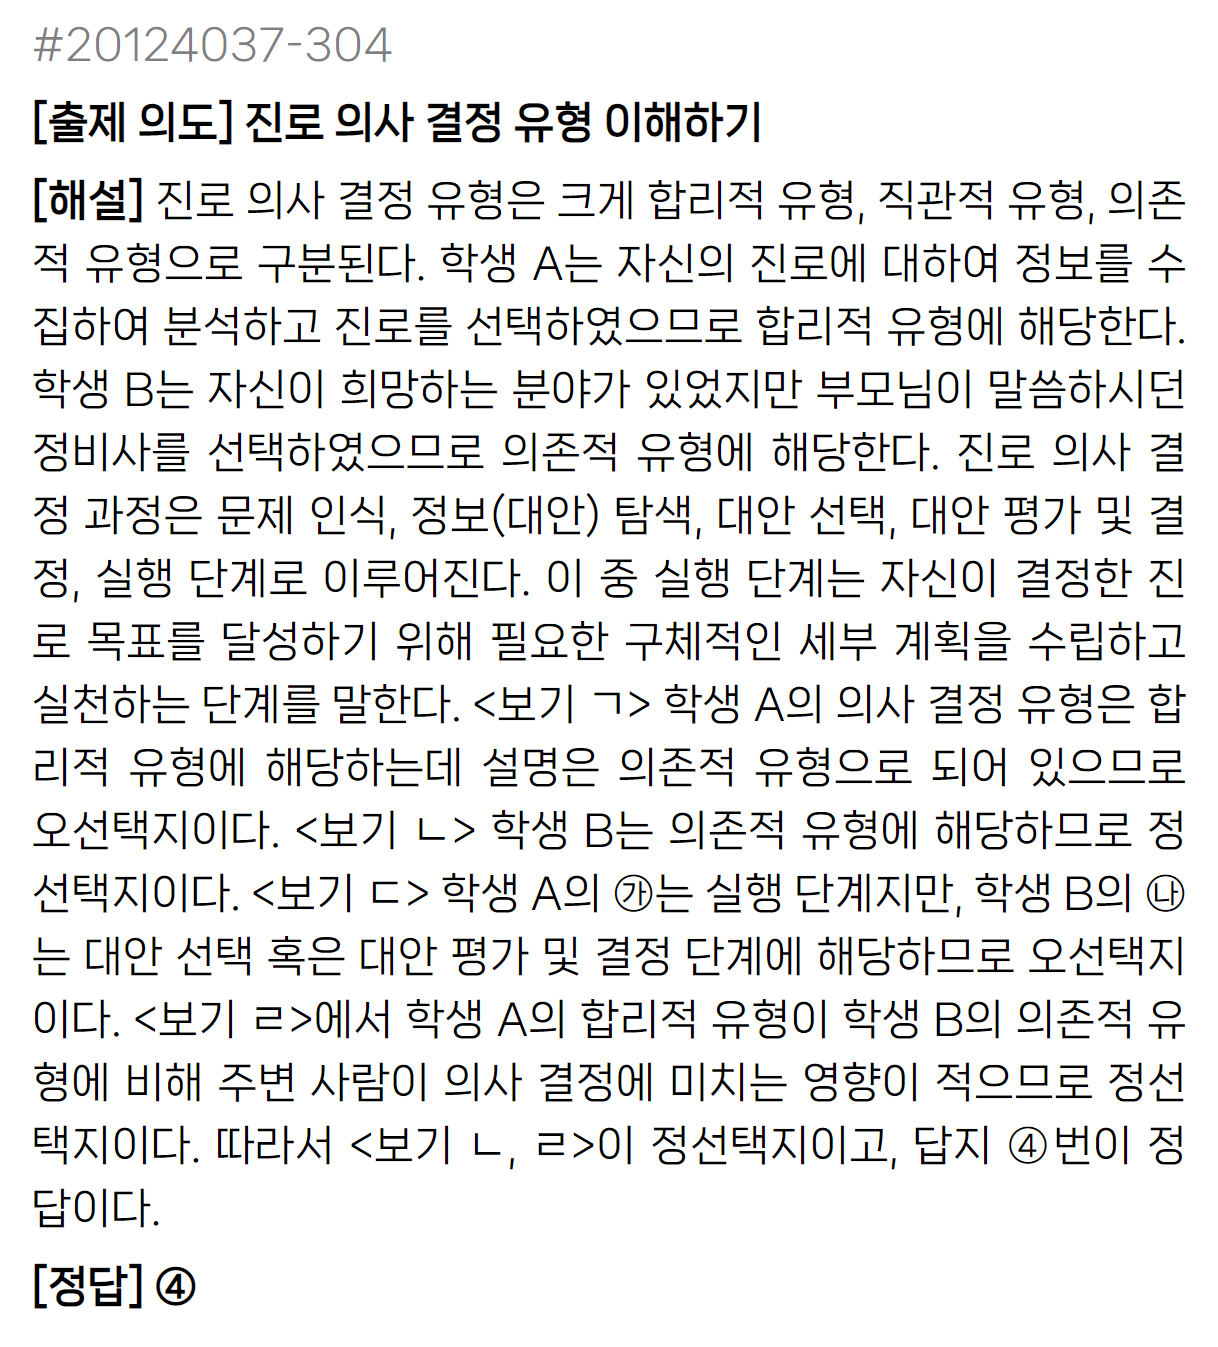 #20124037-304
[출제 의도] 진로 의사 결정 유형 이해하기
[해설] 진로 의사 결정 유형은 크게 합리적 유형, 직관적 유형, 의존
적 유형으로 구분된다. 학생 A는 자신의 진로에 대하여 정보를 수
집하여 분석하고 진로를 선택하였으므로 합리적 유형에 해당한다.
학생 B는 자신이 희망하는 분야가 있었지만 부모님이 말씀하시던
정비사를 선택하였으므로 의존적 유형에 해당한다. 진로 의사 결
정 과정은 문제 인식, 정보(대안) 탐색, 대안 선택, 대안 평가 및 결
정, 실행 단계로 이루어진다. 이 중 실행 단계는 자신이 결정한 진
로 목표를 달성하기 위해 필요한 구체적인 세부 계획을 수립하고
실천하는 단계를 말한다. <보기 ㄱ> 학생 A의 의사 결정 유형은 합
리적 유형에 해당하는데 설명은 의존적 유형으로 되어 있으므로
오선택지이다. <보기 ㄴ> 학생 B는 의존적 유형에 해당하므로 정
선택지이다. <보기 ㄷ> 학생 A의 ㉮는 실행 단계지만, 학생 B의 ㉯
는 대안 선택 혹은 대안 평가 및 결정 단계에 해당하므로 오선택지
이다. <보기 ㄹ>에서 학생 A의 합리적 유형이 학생 B의 의존적 유
형에 비해 주변 사람이 의사 결정에 미치는 영향이 적으므로 정선
택지이다. 따라서 <보기 ㄴ, ㄹ>이 정선택지이고, 답지 ④번이 정
답이다.
[정답] ④